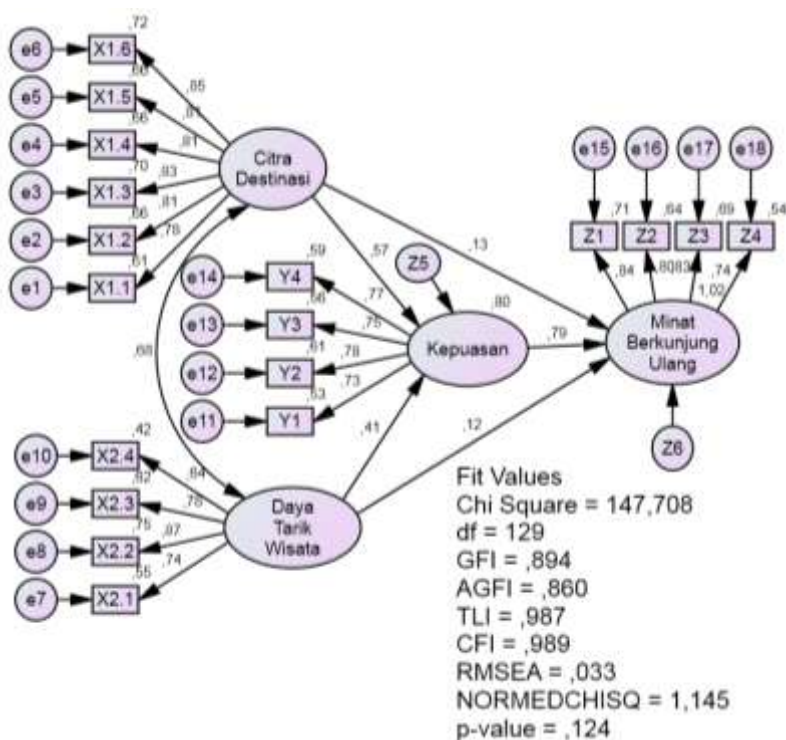 ,72
e6
X1.6
,85
e5
X1.5
,81
,66
e4
X1.4
,81
,70
e3
X1.3
,93
,66
e2
X1.2
,81
,61
e1
X1.1
,78
Citra
Destinasi
e15
e16
e17
e18
,71
,64
,69
,54
Z1
Z2
Z3
Z4
,84
,80
,83
,74
1,02
,13
,57
Z5
,59
e14
Y4
,77
,80
e13
Y3
,75
,61
e12
Y2
,78
,53
e11
Y1
,73
Kepuasan
,79
Minat
Berkunjung
Ulang
Z6
,68
,41
,12
,42
e10
X2.4
,64
e9
X2.3
,78
,75
e8
X2.2
,87
,55
e7
X2.1
,74
Daya
Tarik
Wisata
Fit Values
Chi Square = 147,708
df = 129
GFI = ,894
AGFI = ,860
TLI = ,987
CFI = ,989
RMSEA = ,033
NORMEDCHISQ = 1,145
p-value = ,124